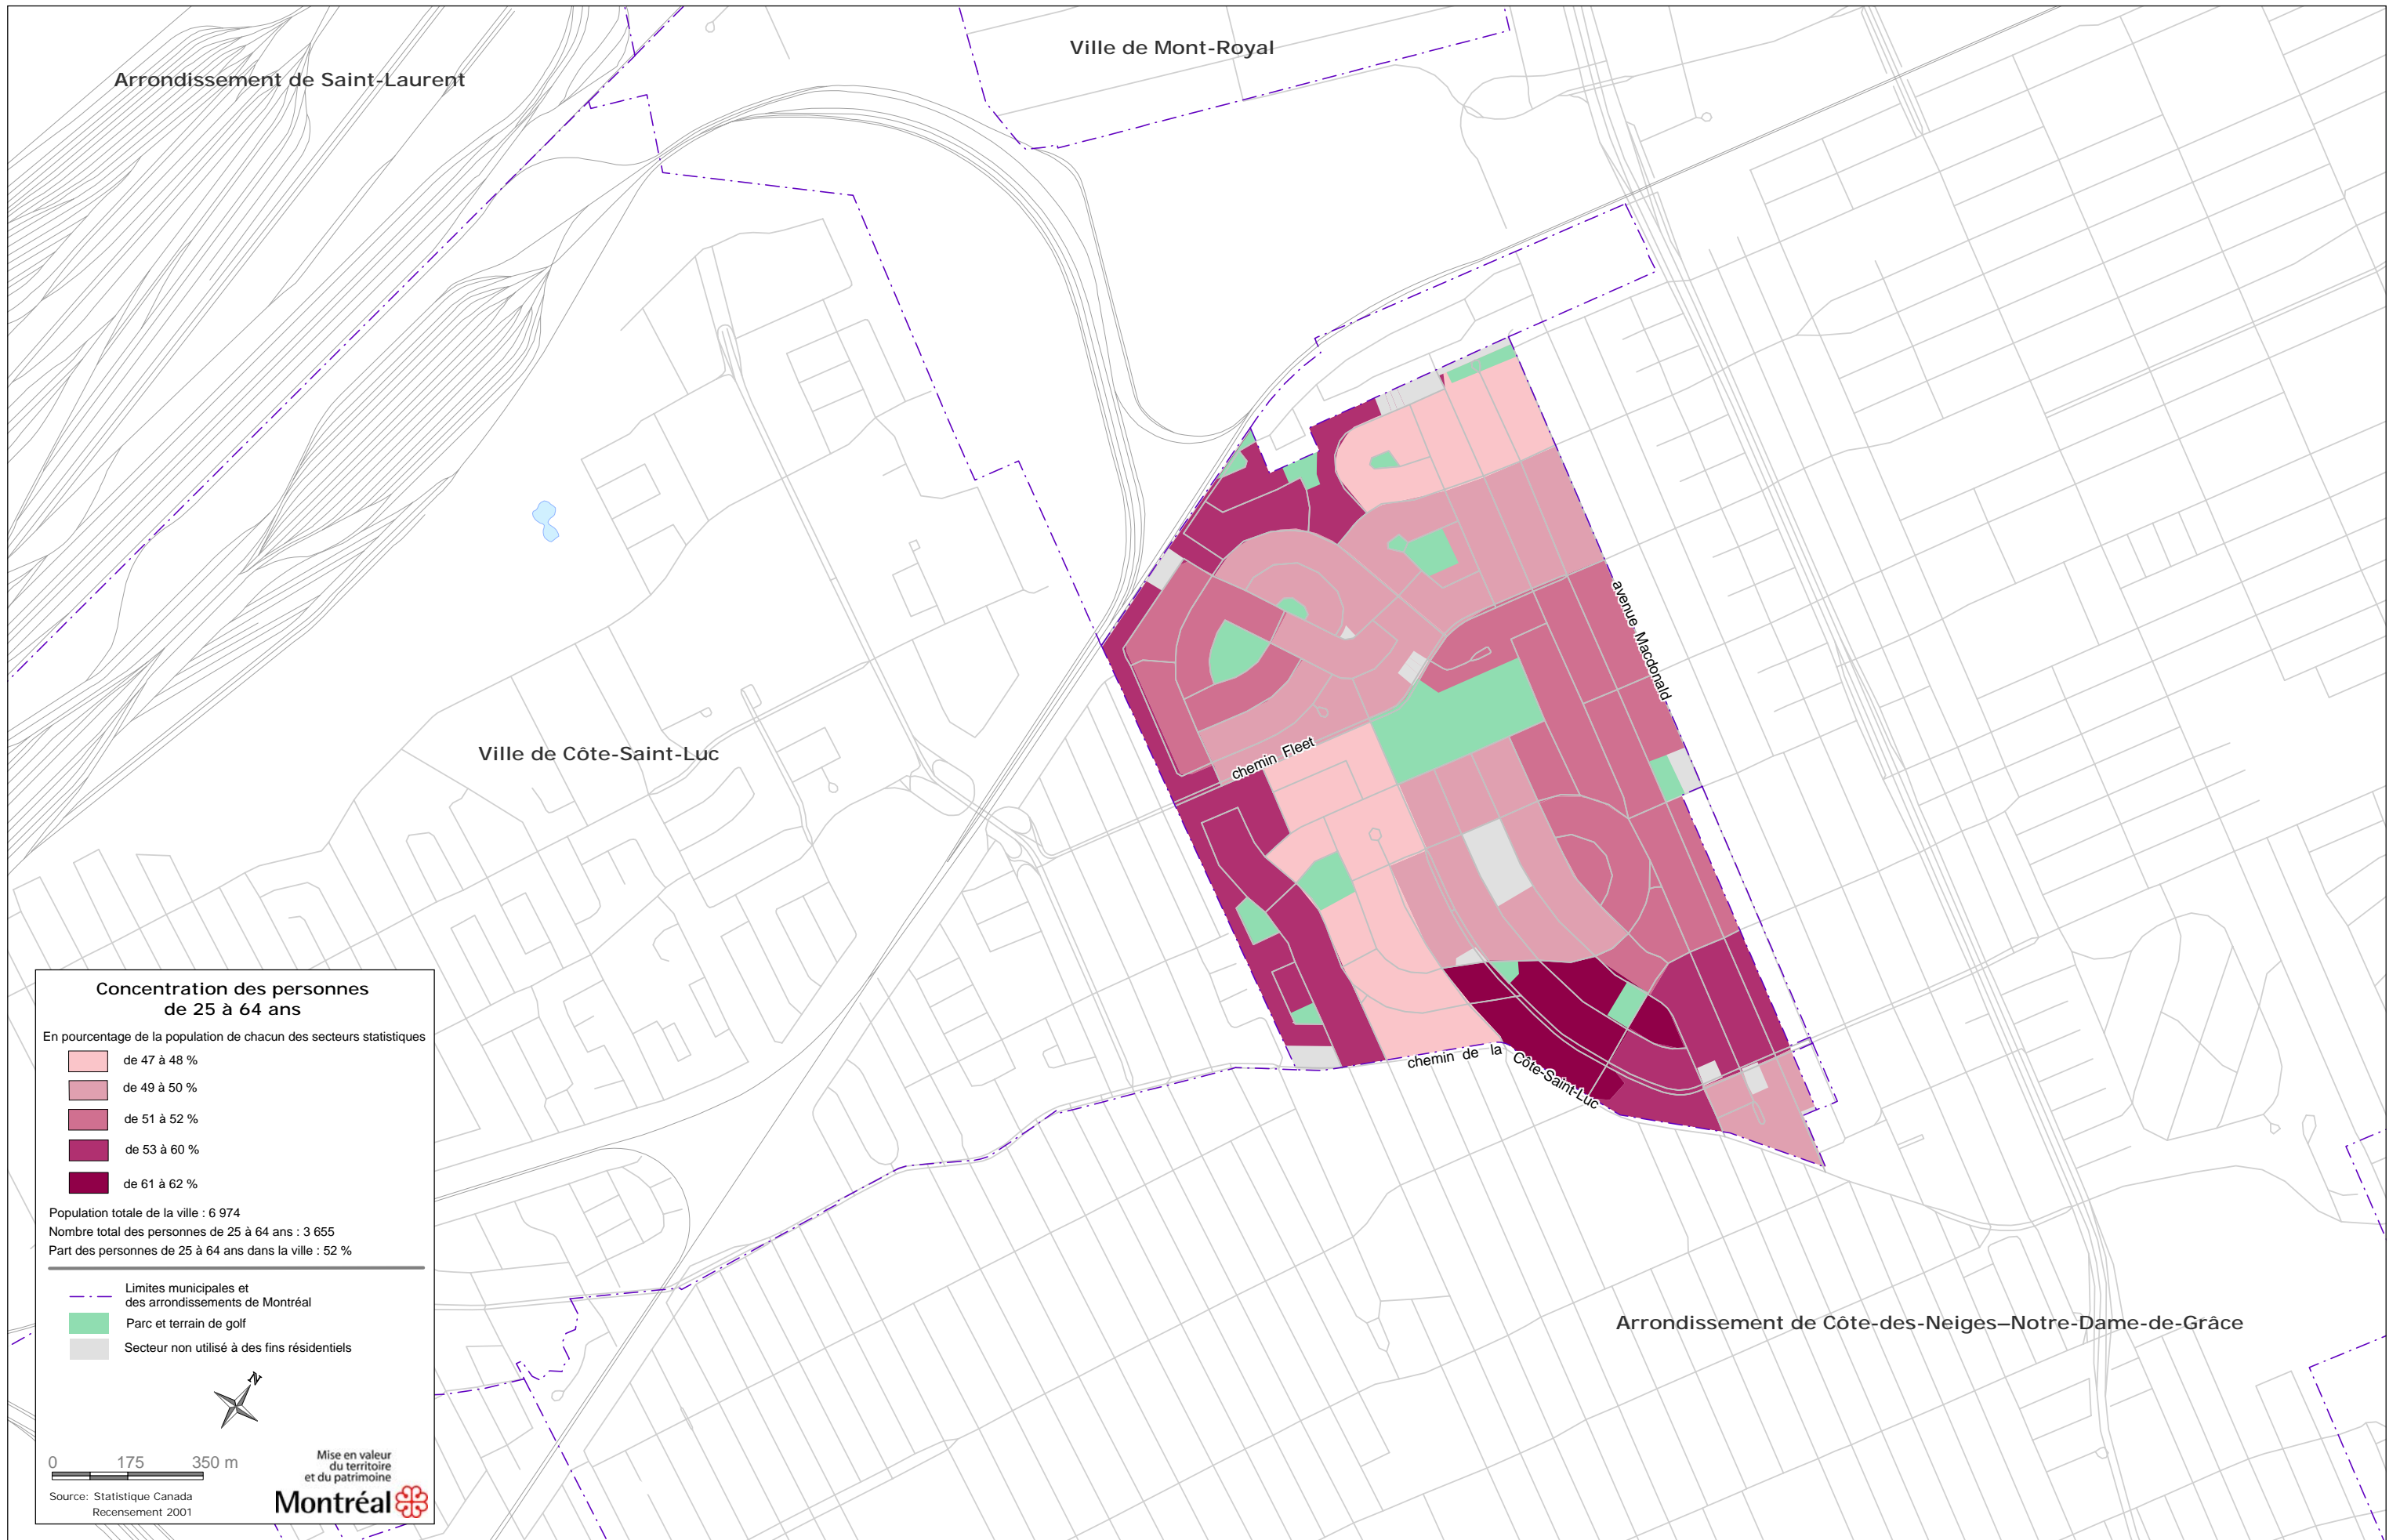 Arrondissement de Saint-Laurent
Ville de Mont-Royal
avenue Macdonald
Ville de Côte-Saint-Luc
chemin Fleet
chemin de la Côte-Saint-Luc
Arrondissement de Côte-des-Neiges–Notre-Dame-de-Grâce
Concentration des personnes
de 25 à 64 ans
En pourcentage de la population de chacun des secteurs statistiques
de 47 à 48 %
de 49 à 50 %
de 51 à 52 %
de 53 à 60 %
de 61 à 62 %
Population totale de la ville : 6 974
Nombre total des personnes de 25 à 64 ans : 3 655
Part des personnes de 25 à 64 ans dans la ville : 52 %
Limites municipales et
des arrondissements de Montréal
Parc et terrain de golf
Secteur non utilisé à des fins résidentiels
N
0 175 350 m
Source: Statistique Canada
Recensement 2001
Mise en valeur
du territoire
et du patrimoine
Montréal